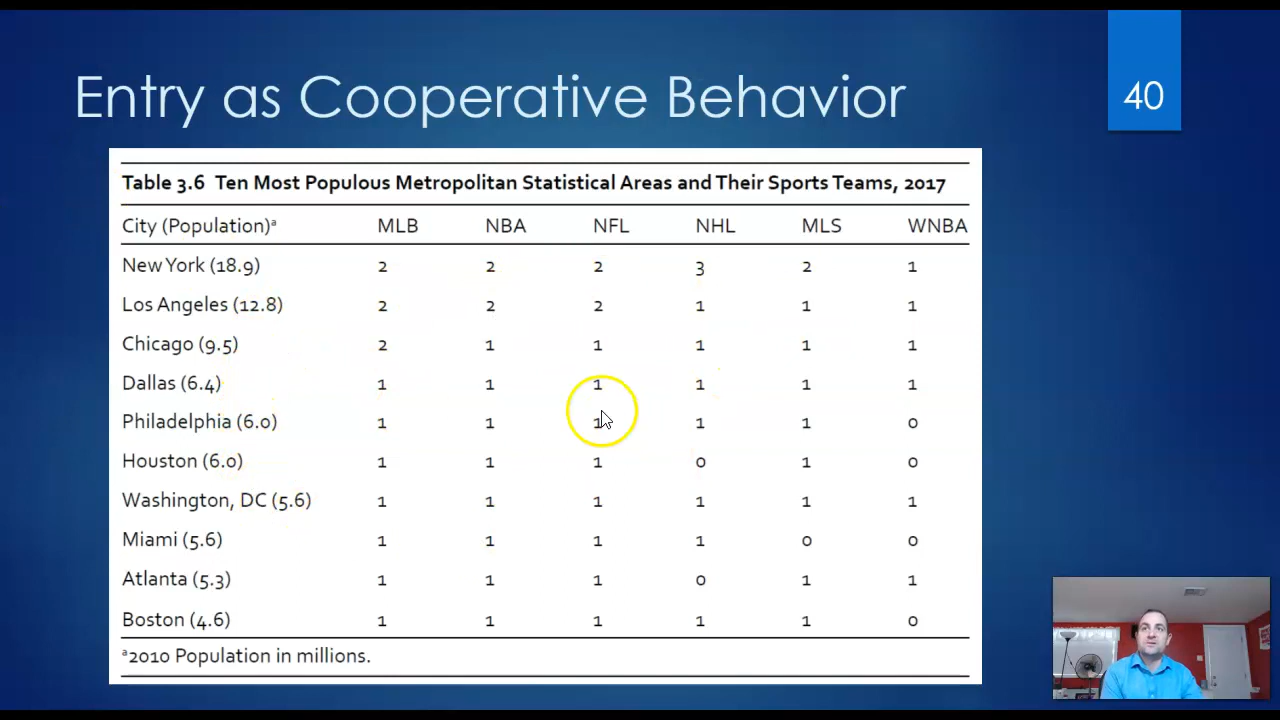 Entry as Cooperative Behavior
40
Table 3.6 Ten Most Populous Metropolitan Statistical Areas and Their Sports Teams, 2017
City (Population)ᵃ MLB NBA NFL NHL MLS WNBA
New York (18.9) 2 2 2 3 2 1
Los Angeles (12.8) 2 2 2 1 1 1
Chicago (9.5) 2 1 1 1 1 1
Dallas (6.4) 1 1 1 1 1 1
Philadelphia (6.0) 1 1 1 1 1 0
Houston (6.0) 1 1 1 0 1 0
Washington, DC (5.6) 1 1 1 1 1 1
Miami (5.6) 1 1 1 1 0 0
Atlanta (5.3) 1 1 1 0 1 1
Boston (4.6) 1 1 1 1 1 0
ᵃ2010 Population in millions.